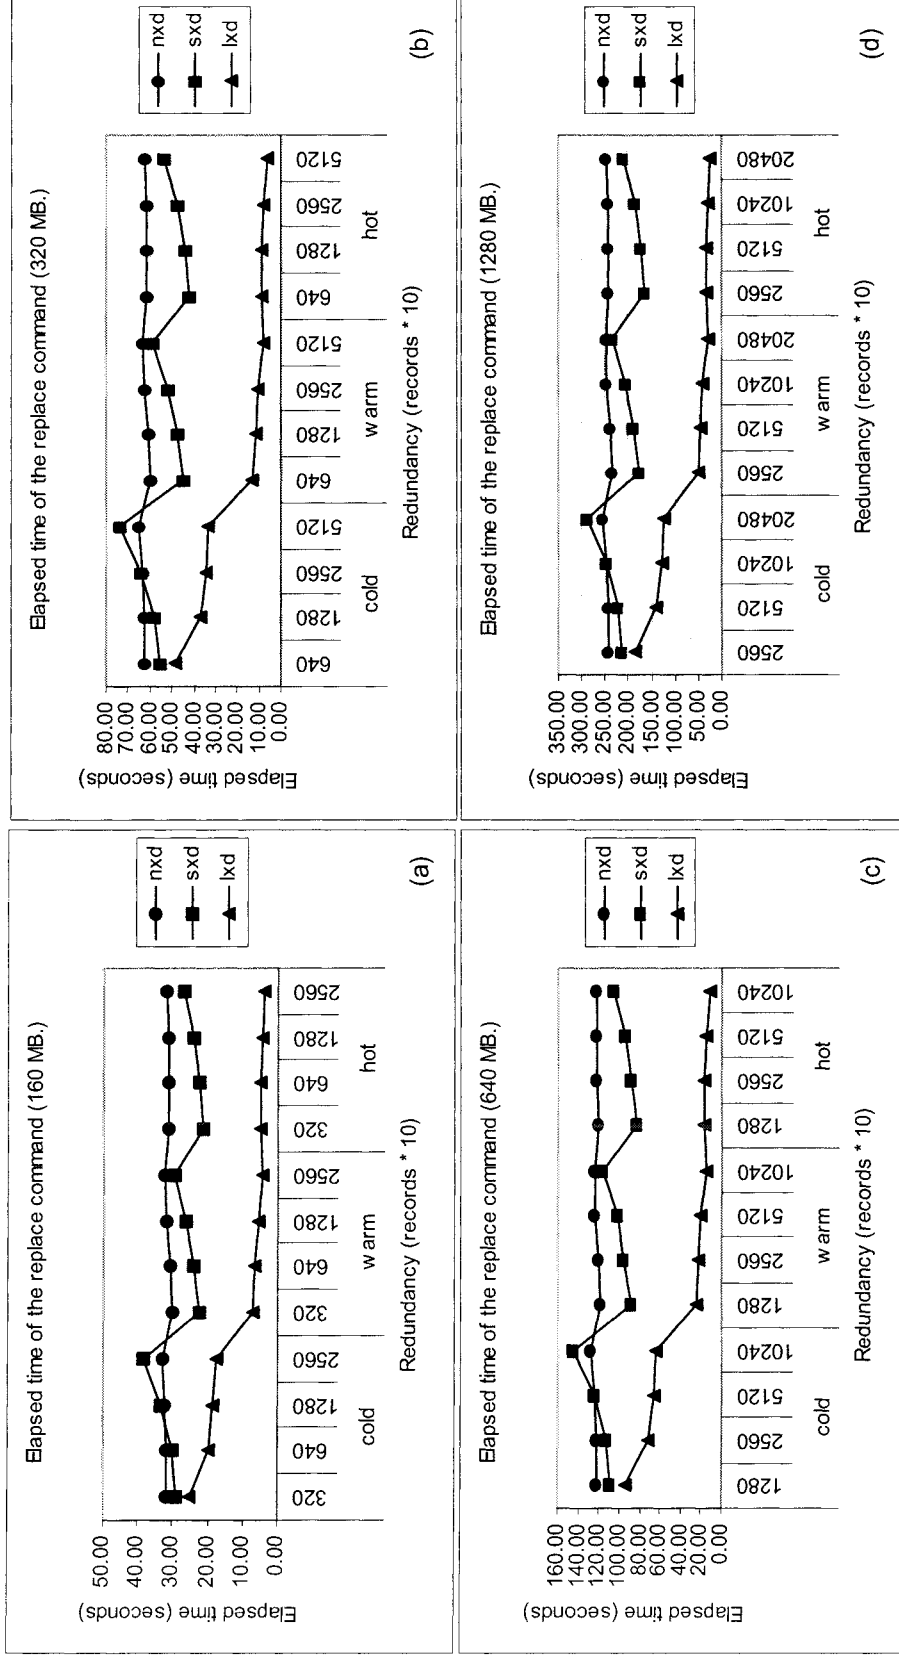 Elapsed time of the replace command (160 MB.)
Elapsed time (seconds)
50.00
40.00
30.00
20.00
10.00
0.00
320
640
1280
2560
320
640
1280
2560
320
640
1280
2560
cold
warm
hot
Redundancy (records * 10)
nxd
sxd
lxd
(a)
Elapsed time of the replace command (320 MB.)
Elapsed time (seconds)
80.00
70.00
60.00
50.00
40.00
30.00
20.00
10.00
0.00
640
1280
2560
5120
640
1280
2560
5120
640
1280
2560
5120
cold
warm
hot
Redundancy (records * 10)
nxd
sxd
lxd
(b)
Elapsed time of the replace command (640 MB.)
Elapsed time (seconds)
160.00
140.00
120.00
100.00
80.00
60.00
40.00
20.00
0.00
1280
2560
5120
10240
1280
2560
5120
10240
1280
2560
5120
10240
cold
warm
hot
Redundancy (records * 10)
nxd
sxd
lxd
(c)
Elapsed time of the replace command (1280 MB.)
Elapsed time (seconds)
350.00
300.00
250.00
200.00
150.00
100.00
50.00
0.00
2560
5120
10240
20480
2560
5120
10240
20480
2560
5120
10240
20480
cold
warm
hot
Redundancy (records * 10)
nxd
sxd
lxd
(d)